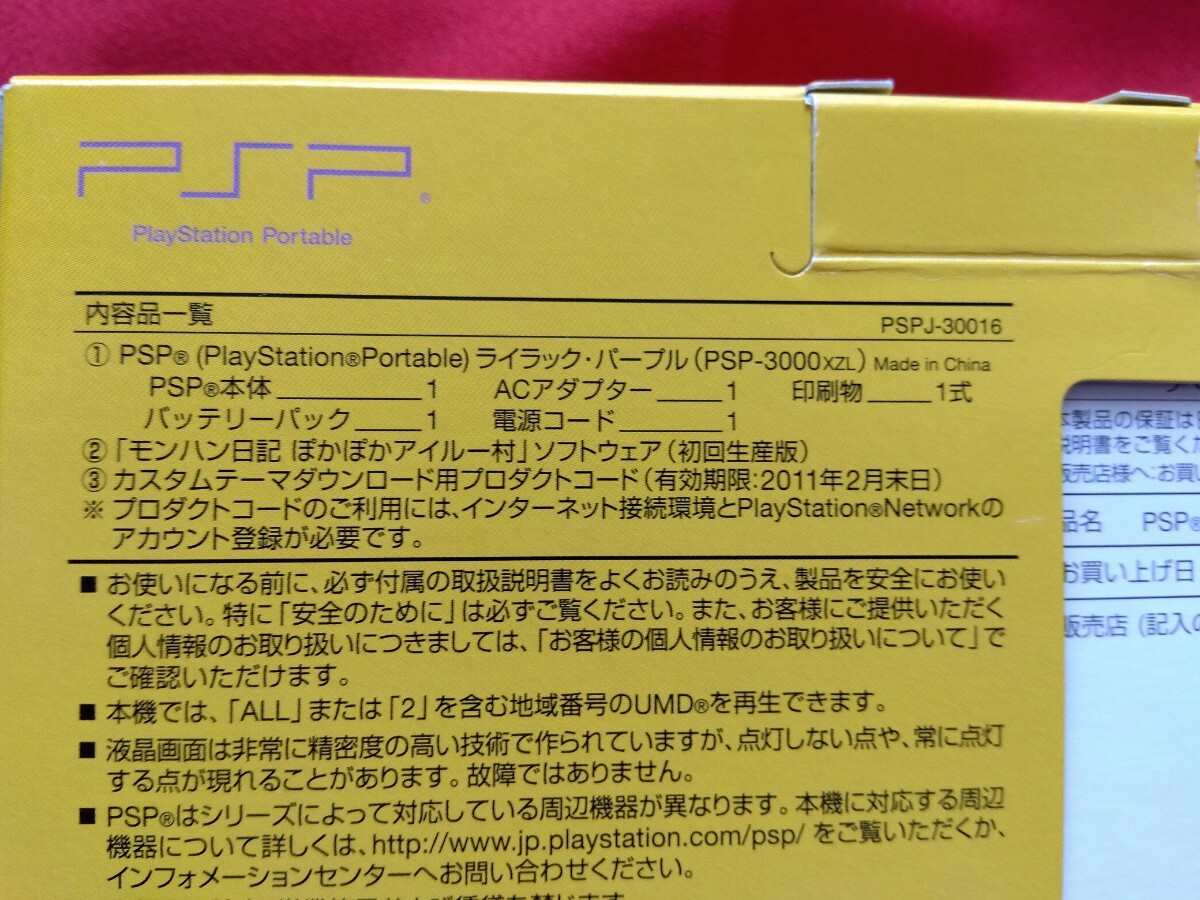 PSP®
PlayStation Portable
内容品一覧
PSPJ-30016
① PSP® (PlayStation®Portable) ライラック・パープル (PSP-3000XZL) Made in China
PSP®本体 1 ACアダプター 1 印刷物 1式
バッテリーパック 1 電源コード 1
② 「モンハン日記 ぽかぽかアイルー村」ソフトウェア (初回生産版)
③ カスタムテーマダウンロード用プロダクトコード (有効期限:2011年2月末日)
※ プロダクトコードのご利用には、インターネット接続環境とPlayStation®Networkの
アカウント登録が必要です。
■ お使いになる前に、必ず付属の取扱説明書をよくお読みのうえ、製品を安全にお使い
ください。特に「安全のために」は必ずご覧ください。また、お客様にご提供いただく
個人情報のお取り扱いにつきましては、「お客様の個人情報のお取り扱いについて」で
ご確認いただけます。
■ 本機では、「ALL」または「2」を含む地域番号のUMD®を再生できます。
■ 液晶画面は非常に精密度の高い技術で作られていますが、点灯しない点や、常に点灯
する点が現れることがあります。故障ではありません。
■ PSP®はシリーズによって対応している周辺機器が異なります。本機に対応する周辺
機器について詳しくは、http://www.jp.playstation.com/psp/ をご覧いただくか、
インフォメーションセンターへお問い合わせください。
本製品の保証は
説明書をご覧くだ
販売店様へ:お買い
品名 PSP®
お買い上げ日
販売店 (記入の